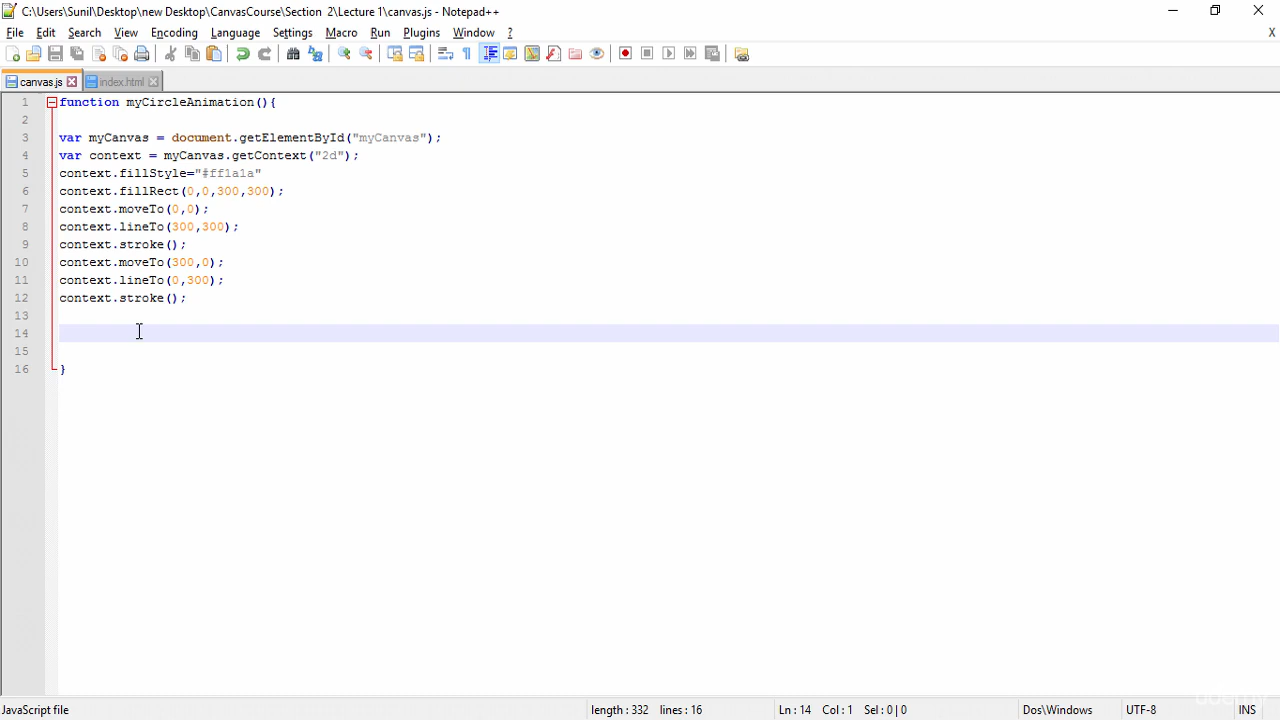 C:\Users\Sunil\Desktop\new Desktop\CanvasCourse\Section 2\Lecture 1\canvas.js - Notepad++
File Edit Search View Encoding Language Settings Macro Run Plugins Window ? X
canvas.js index.html
1 function myCircleAnimation(){
2
3 var myCanvas = document.getElementById("myCanvas");
4 var context = myCanvas.getContext("2d");
5 context.fillStyle="#ff1a1a"
6 context.fillRect(0,0,300,300);
7 context.moveTo(0,0);
8 context.lineTo(300,300);
9 context.stroke();
10 context.moveTo(300,0);
11 context.lineTo(0,300);
12 context.stroke();
13
14
15
16 }
JavaScript file length : 332 lines : 16 Ln : 14 Col : 1 Sel : 0 | 0 Dos\Windows UTF-8 INS